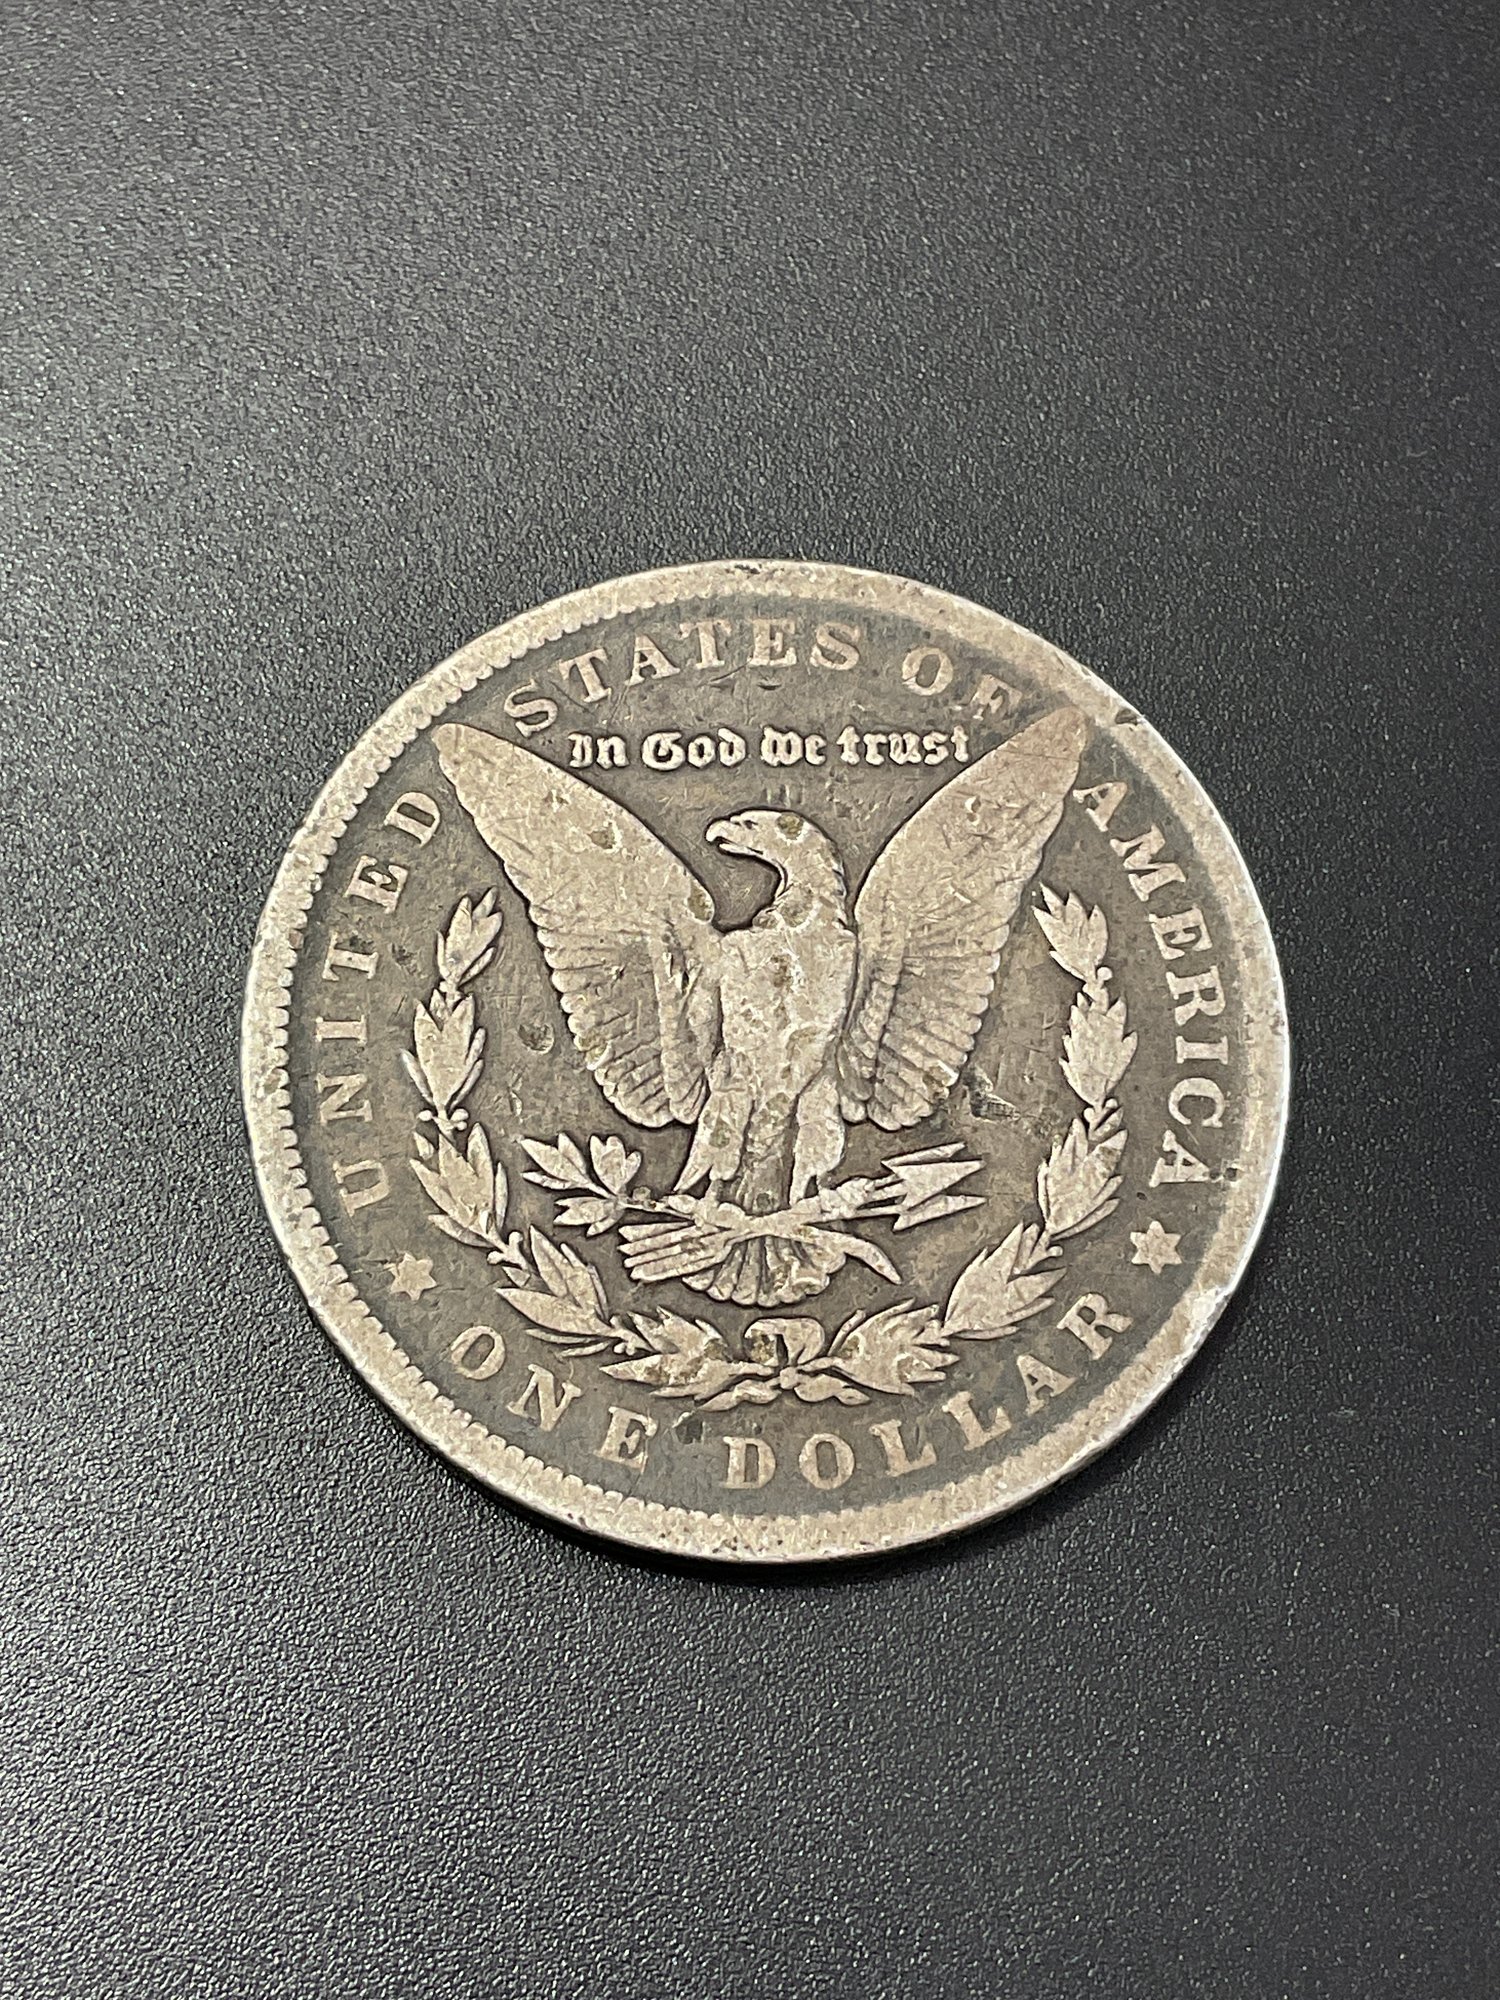 UNITED STATES OF AMERICA
In God we trust
ONE DOLLAR